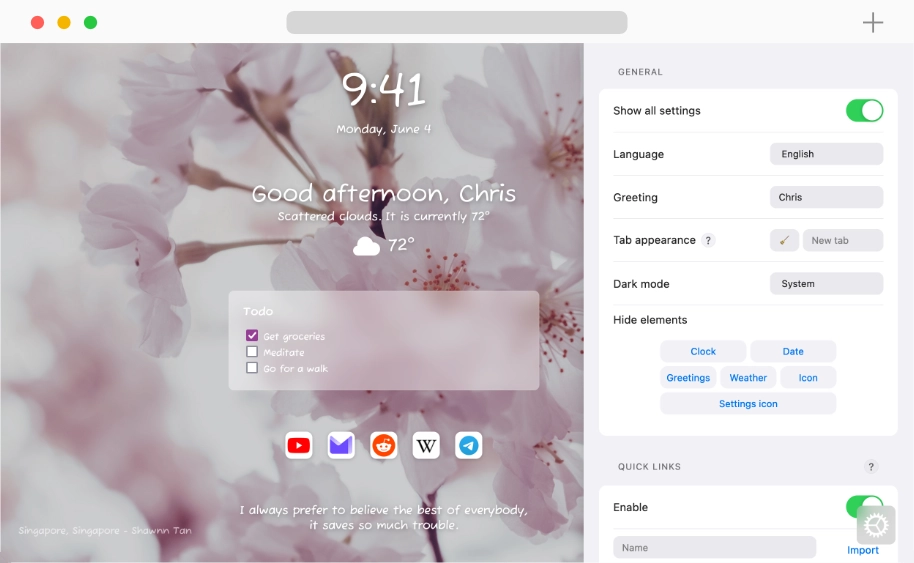 9:41
Monday, June 4
Good afternoon, Chris
Scattered clouds. It is currently 72°
72°
Todo
Get groceries
Meditate
Go for a walk
W
I always prefer to believe the best of everybody,
it saves so much trouble.
Singapore, Singapore - Shawnn Tan
GENERAL
Show all settings
Language English
Greeting Chris
Tab appearance ? New tab
Dark mode System
Hide elements
Clock Date
Greetings Weather Icon
Settings icon
QUICK LINKS ?
Enable
Name Import